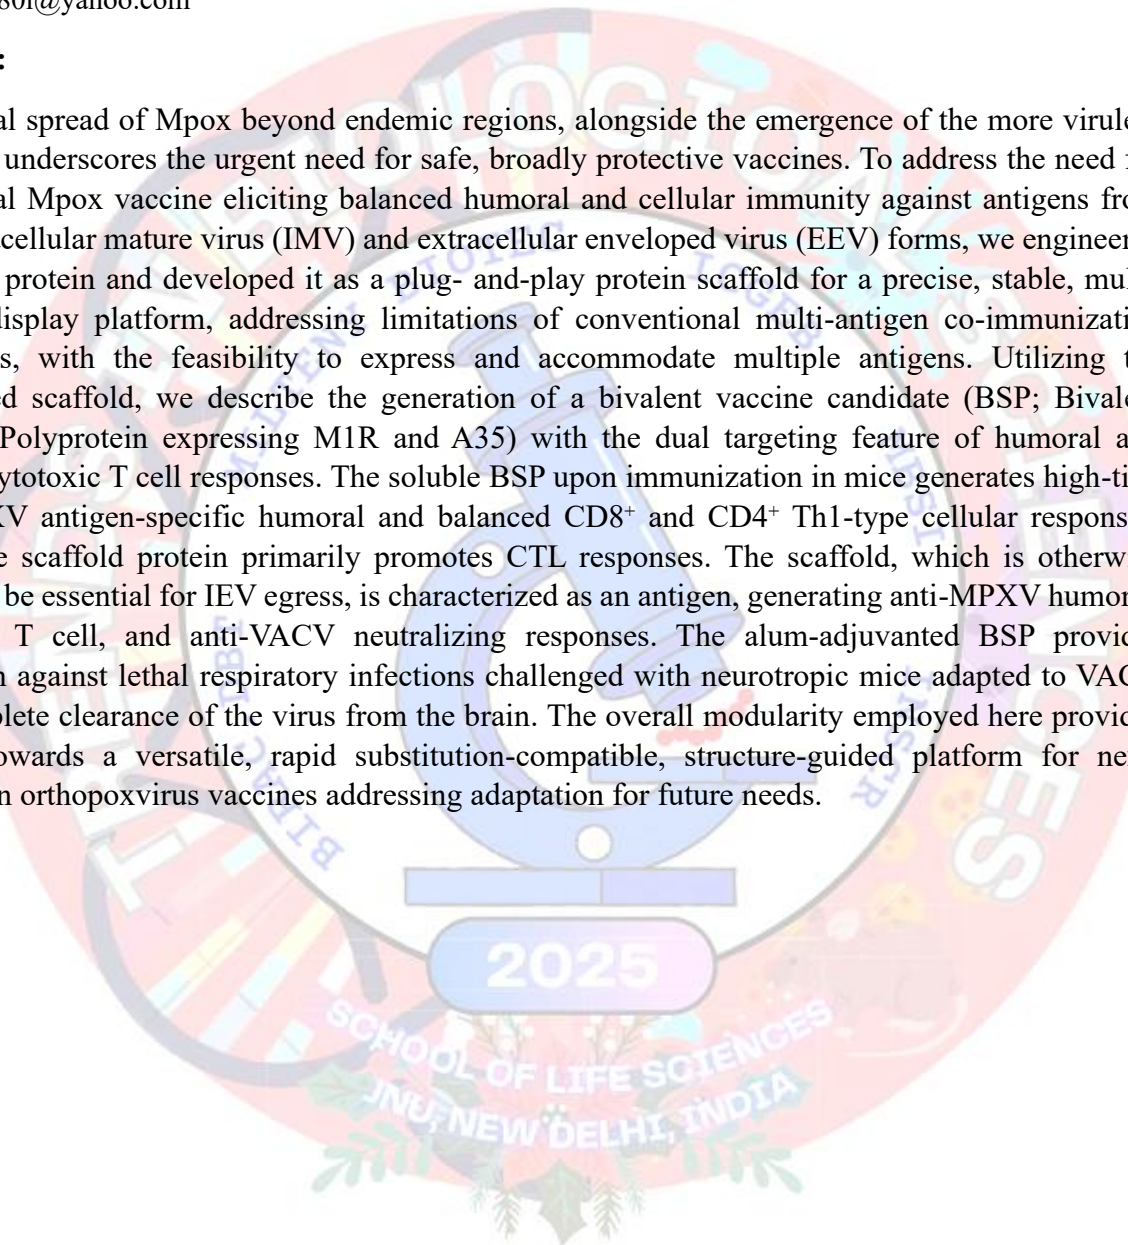 80l@yahoo.com
:
al spread of Mpox beyond endemic regions, alongside the emergence of the more virule
underscores the urgent need for safe, broadly protective vaccines. To address the need f
al Mpox vaccine eliciting balanced humoral and cellular immunity against antigens fro
cellular mature virus (IMV) and extracellular enveloped virus (EEV) forms, we engineer
protein and developed it as a plug- and-play protein scaffold for a precise, stable, mul
display platform, addressing limitations of conventional multi-antigen co-immunizati
s, with the feasibility to express and accommodate multiple antigens. Utilizing t
ed scaffold, we describe the generation of a bivalent vaccine candidate (BSP; Bivale
Polyprotein expressing M1R and A35) with the dual targeting feature of humoral a
ytotoxic T cell responses. The soluble BSP upon immunization in mice generates high-ti
XV antigen-specific humoral and balanced CD8⁺ and CD4⁺ Th1-type cellular respons
e scaffold protein primarily promotes CTL responses. The scaffold, which is otherwi
be essential for IEV egress, is characterized as an antigen, generating anti-MPXV humor
T cell, and anti-VACV neutralizing responses. The alum-adjuvanted BSP provid
n against lethal respiratory infections challenged with neurotropic mice adapted to VAC
plete clearance of the virus from the brain. The overall modularity employed here provid
owards a versatile, rapid substitution-compatible, structure-guided platform for ne
n orthopoxvirus vaccines addressing adaptation for future needs.
TRENDS
SCIENCES
MILTENYI BIOTEC
ICGEB
BIRAC
2025
SCHOOL OF LIFE SCIENCES
JNU, NEW DELHI, INDIA